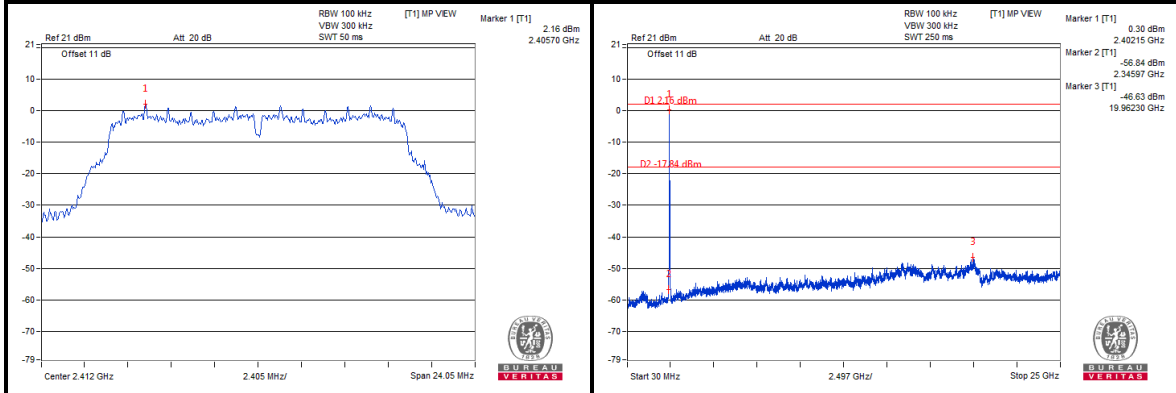 RBW 100 kHz [T1] MP VIEW
VBW 300 kHz
Ref 21 dBm Att 20 dB SWT 50 ms
Marker 1 [T1]
2.16 dBm
2.40570 GHz
21
Offset 11 dB
1
10
0
-10
-20
-30
-40
-50
-60
-70
-79
Center 2.412 GHz 2.405 MHz/ Span 24.05 MHz
BUREAU VERITAS
1828
BUREAU
VERITAS
RBW 100 kHz [T1] MP VIEW
VBW 300 kHz
Ref 21 dBm Att 20 dB SWT 250 ms
Marker 1 [T1]
0.30 dBm
2.40215 GHz
Marker 2 [T1]
-56.84 dBm
2.34597 GHz
Marker 3 [T1]
-46.63 dBm
19.96230 GHz
21
Offset 11 dB
10
1
D1 2.16 dBm
0
-10
D2 -17.84 dBm
-20
-30
-40
3
-50
2
-60
-70
-79
Start 30 MHz 2.497 GHz/ Stop 25 GHz
BUREAU VERITAS
1828
BUREAU
VERITAS